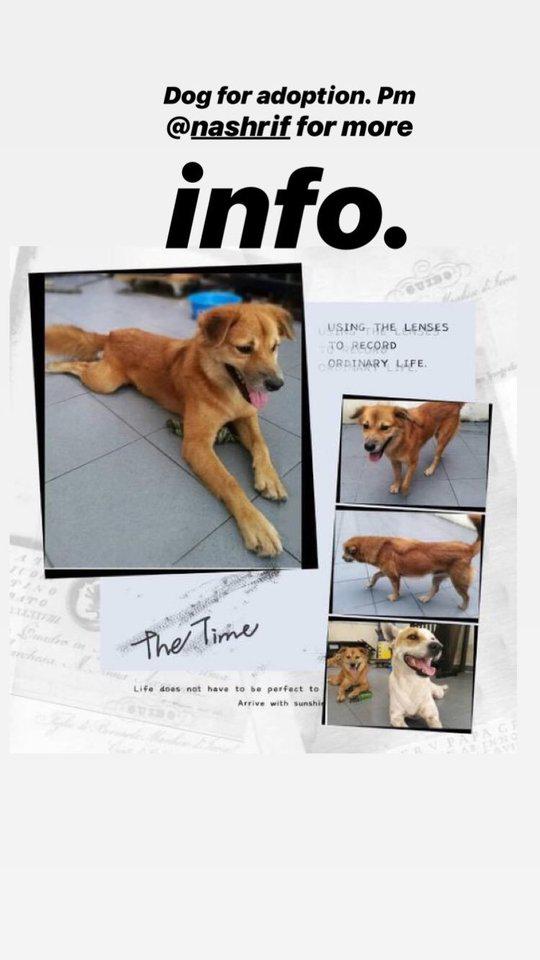 Dog for adoption. Pm
@nashrif for more
info.
USING THE LENSES
TO RECORD
ORDINARY LIFE.
The Time
Life does not have to be perfect to
Arrive with
GUIDO